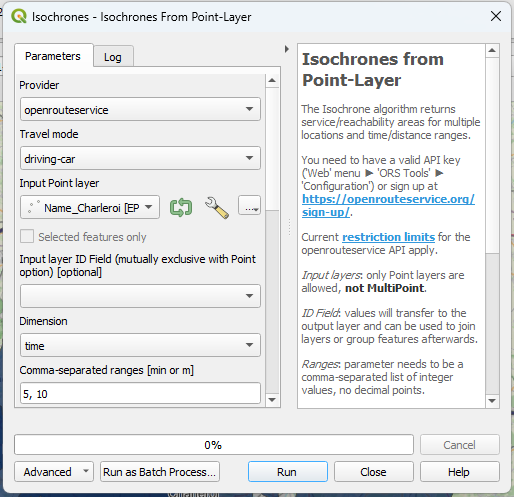 Isochrones - Isochrones From Point-Layer
Parameters
Log
Provider
openrouteservice
Travel mode
driving-car
Input Point layer
Name_Charleroi [EP
...
Selected features only
Input layer ID Field (mutually exclusive with Point
option) [optional]
Dimension
time
Comma-separated ranges [min or m]
5, 10
Isochrones from
Point-Layer
The Isochrone algorithm returns
service/reachability areas for multiple
locations and time/distance ranges.
You need to have a valid API key
('Web' menu ► 'ORS Tools' ►
'Configuration') or sign up at
https://openrouteservice.org/
sign-up/.
Current restriction limits for the
openrouteservice API apply.
Input layers: only Point layers are
allowed, not MultiPoint.
ID Field: values will transfer to the
output layer and can be used to join
layers or group features afterwards.
Ranges: parameter needs to be a
comma-separated list of integer
values, no decimal points.
0%
Cancel
Advanced
Run as Batch Process...
Run
Close
Help